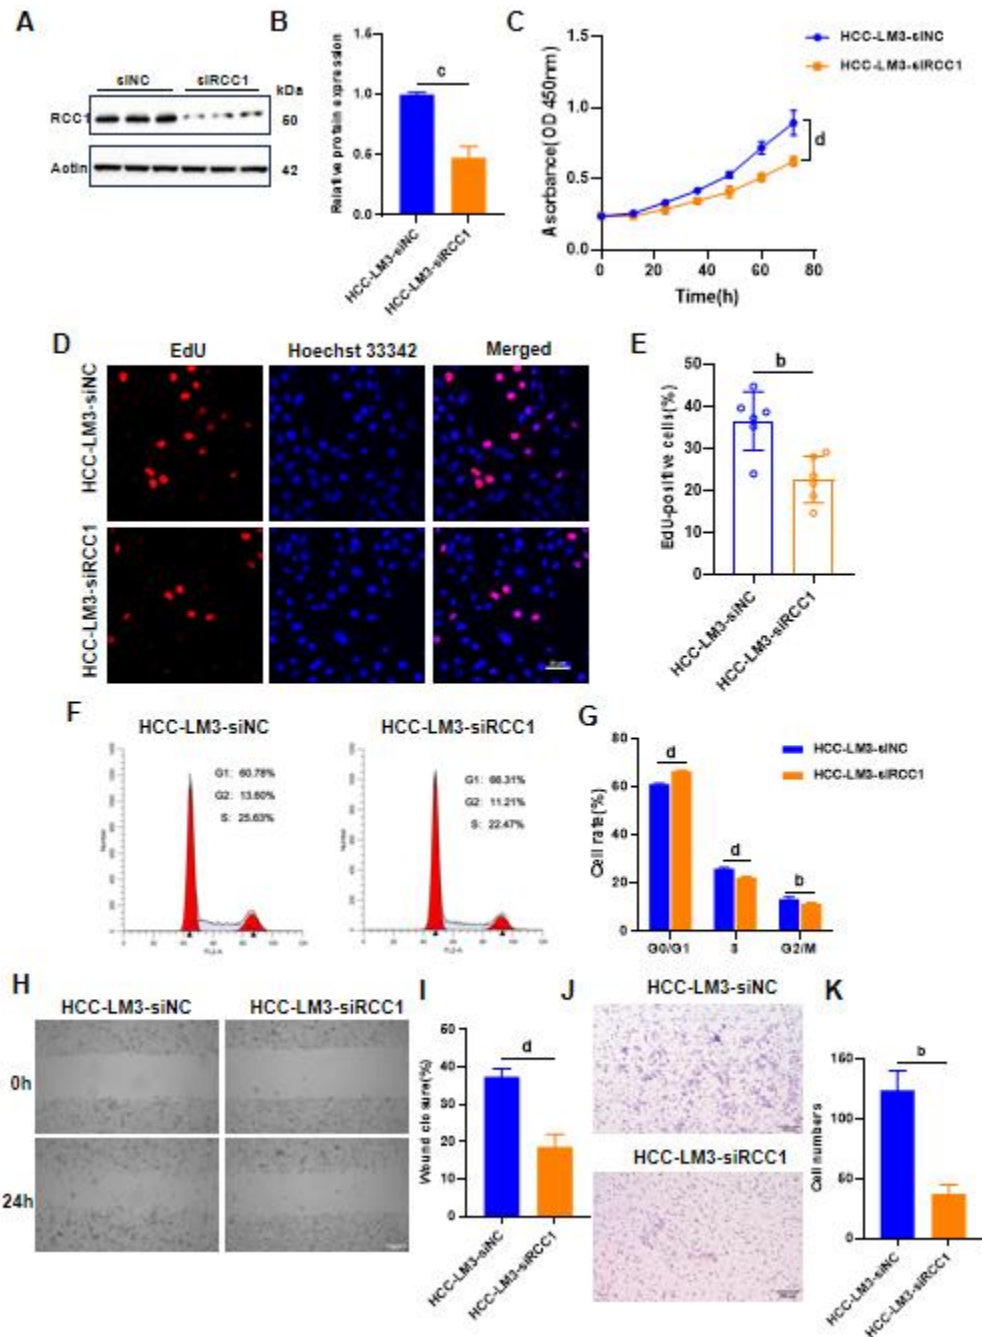 A
siNC
siRCC1
kDa
RCC1
50
Actin
42
B
Relative protein expression
1.5
1.0
0.5
0.0
c
HCC-LM3-siNC
HCC-LM3-siRCC1
C
Asorbance(OD 450nm)
1.5
1.0
0.5
0.0
0 20 40 60 80
Time(h)
HCC-LM3-siNC
HCC-LM3-siRCC1
d
D
EdU
Hoechst 33342
Merged
HCC-LM3-siNC
HCC-LM3-siRCC1
E
EdU-positive cells(%)
50
40
30
20
10
0
b
HCC-LM3-siNC
HCC-LM3-siRCC1
F
HCC-LM3-siNC
G1: 60.78%
G2: 13.60%
S: 25.63%
Number
FL2-A
HCC-LM3-siRCC1
G1: 66.31%
G2: 11.21%
S: 22.47%
Number
FL2-A
G
Cell rate(%)
80
60
40
20
0
d
d
b
G0/G1
S
G2/M
HCC-LM3-siNC
HCC-LM3-siRCC1
H
HCC-LM3-siNC
HCC-LM3-siRCC1
0h
24h
I
Wound closure(%)
50
40
30
20
10
0
d
HCC-LM3-siNC
HCC-LM3-siRCC1
J
HCC-LM3-siNC
HCC-LM3-siRCC1
K
Cell numbers
150
100
50
0
b
HCC-LM3-siNC
HCC-LM3-siRCC1